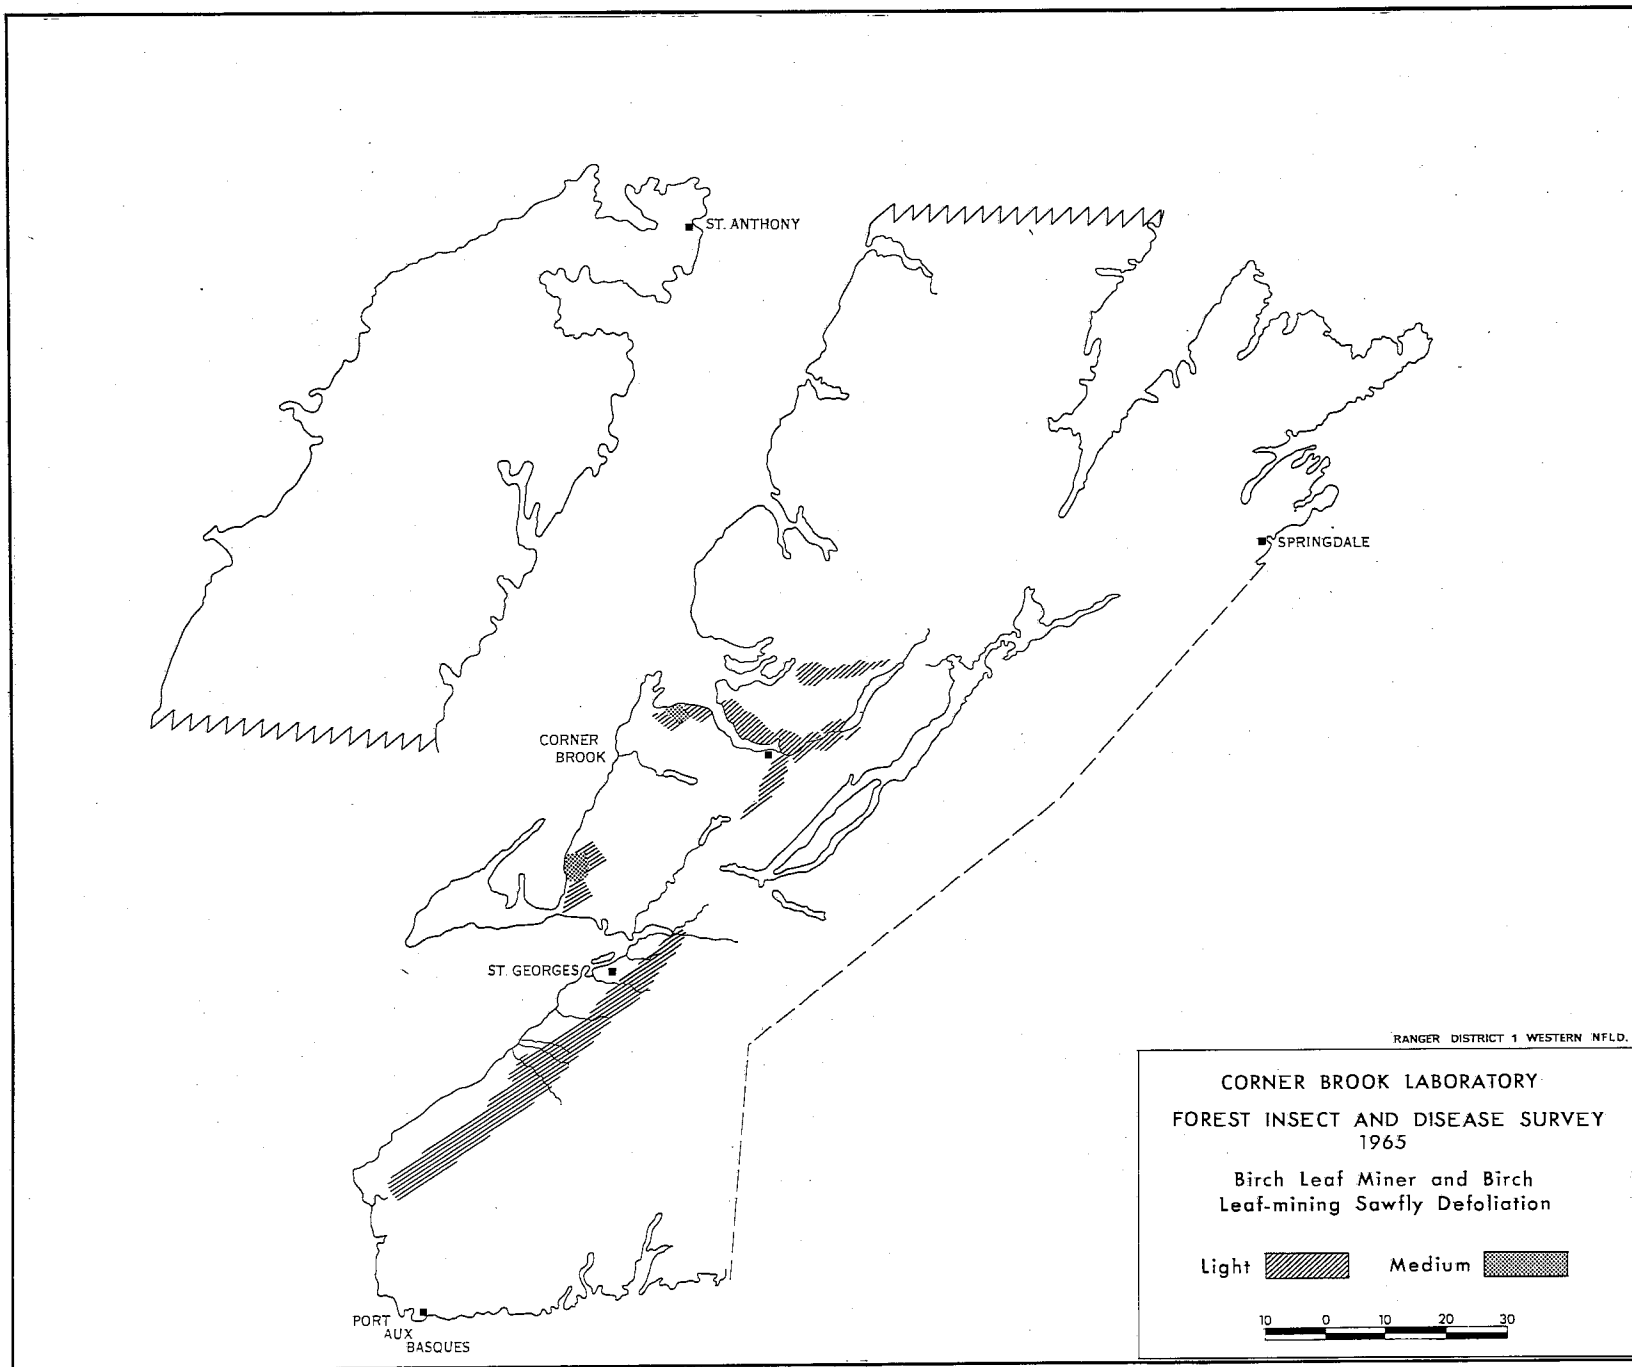 ST. ANTHONY
SPRINGDALE
CORNER
BROOK
ST. GEORGES
PORT
AUX
BASQUES
RANGER DISTRICT 1 WESTERN NFLD.
CORNER BROOK LABORATORY
FOREST INSECT AND DISEASE SURVEY
1965
Birch Leaf Miner and Birch
Leaf-mining Sawfly Defoliation
Light Medium
10 0 10 20 30